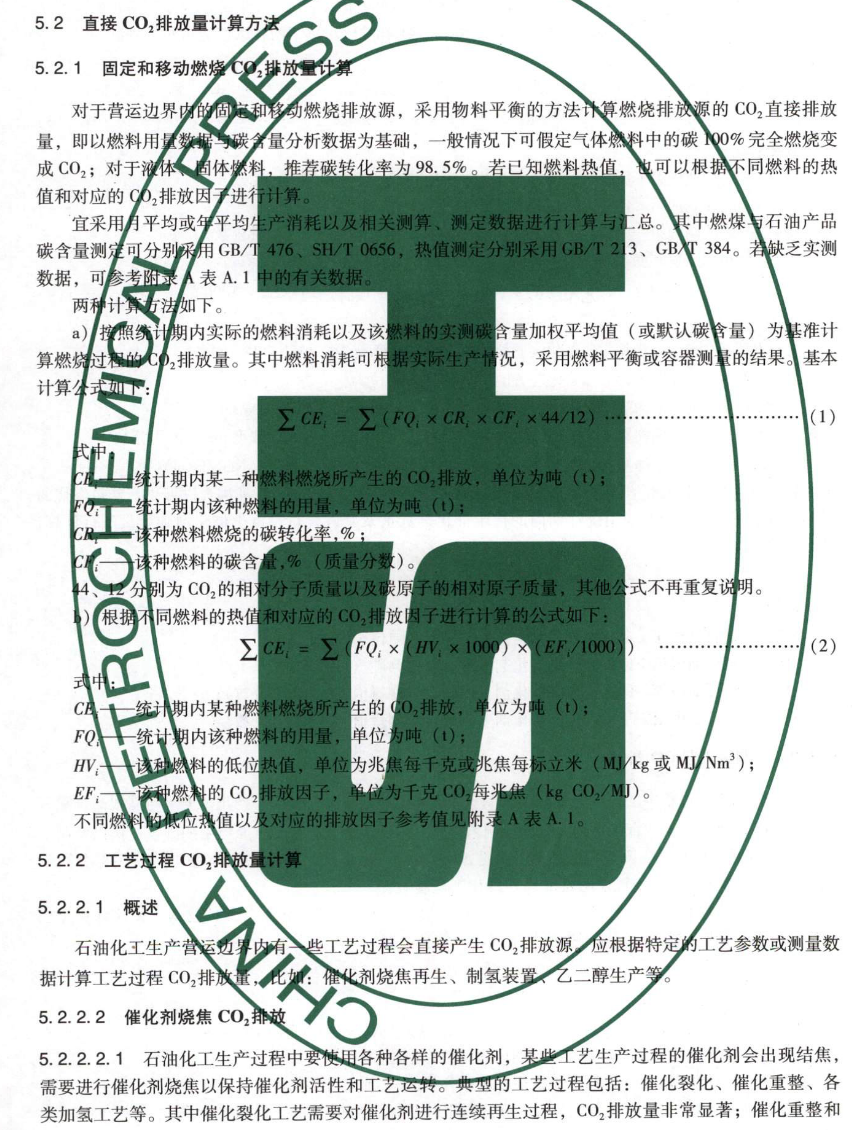 5.2 直接 CO₂排放量计算方法
5.2.1 固定和移动燃烧 CO₂排放量计算
对于营运边界内的固定和移动燃烧排放源，采用物料平衡的方法计算燃烧排放源的 CO₂直接排放
量，即以燃料用量数据与碳含量分析数据为基础，一般情况下可假定气体燃料中的碳 100% 完全燃烧变
成 CO₂；对于液体、固体燃料，推荐碳转化率为 98.5%。若已知燃料热值，也可以根据不同燃料的热
值和对应的 CO₂排放因子进行计算。
宜采用月平均或年平均生产消耗以及相关测算、测定数据进行计算与汇总。其中燃煤与石油产品
碳含量测定可分别采用 GB/T 476、SH/T 0656，热值测定分别采用 GB/T 213、GB/T 384。若缺乏实测
数据，可参考附录 A 表 A.1 中的有关数据。
两种计算方法如下。
a）按照统计期内实际的燃料消耗以及该燃料的实测碳含量加权平均值（或默认碳含量）为基准计
算燃烧过程的 CO₂排放量。其中燃料消耗可根据实际生产情况，采用燃料平衡或容器测量的结果。基本
计算公式如下：
∑CEᵢ = ∑(FQᵢ × CRᵢ × CFᵢ × 44/12) ……………………………（1）
式中：
CEᵢ——统计期内某一种燃料燃烧所产生的 CO₂排放，单位为吨（t）；
FQᵢ——统计期内该种燃料的用量，单位为吨（t）；
CRᵢ——该种燃料燃烧的碳转化率，%；
CFᵢ——该种燃料的碳含量，%（质量分数）。
44、12 分别为 CO₂的相对分子质量以及碳原子的相对原子质量，其他公式不再重复说明。
b）根据不同燃料的热值和对应的 CO₂排放因子进行计算的公式如下：
∑CEᵢ = ∑(FQᵢ × (HVᵢ × 1000) × (EFᵢ/1000)) ……………………（2）
式中：
CEᵢ——统计期内某种燃料燃烧所产生的 CO₂排放，单位为吨（t）；
FQᵢ——统计期内该种燃料的用量，单位为吨（t）；
HVᵢ——该种燃料的低位热值，单位为兆焦每千克或兆焦每标立米（MJ/kg 或 MJ/Nm³）；
EFᵢ——该种燃料的 CO₂排放因子，单位为千克 CO₂每兆焦（kg CO₂/MJ）。
不同燃料的低位热值以及对应的排放因子参考值见附录 A 表 A.1。
5.2.2 工艺过程 CO₂排放量计算
5.2.2.1 概述
石油化工生产营运边界内有一些工艺过程会直接产生 CO₂排放源。应根据特定的工艺参数或测量数
据计算工艺过程 CO₂排放量，比如：催化剂烧焦再生、制氢装置、乙二醇生产等。
5.2.2.2 催化剂烧焦 CO₂排放
5.2.2.2.1 石油化工生产过程中要使用各种各样的催化剂，某些工艺生产过程的催化剂会出现结焦，
需要进行催化剂烧焦以保持催化剂活性和工艺运转。典型的工艺过程包括：催化裂化、催化重整、各
类加氢工艺等。其中催化裂化工艺需要对催化剂进行连续再生过程，CO₂排放量非常显著；催化重整和
CHINA PETROCHEMICAL PRESS